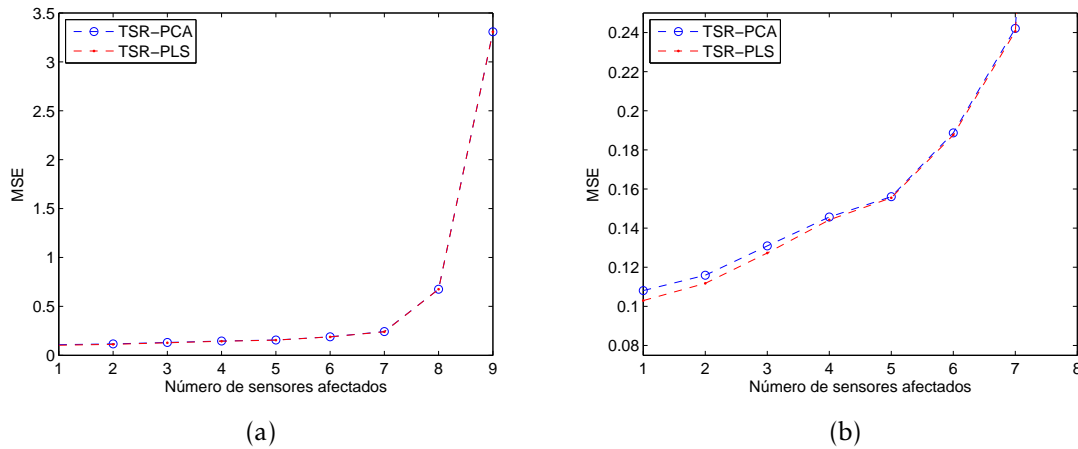 TSR−PCA
TSR−PLS
3.5
3
2.5
2
1.5
1
0.5
0
MSE
1 2 3 4 5 6 7 8 9
Número de sensores afectados
(a)
TSR−PCA
TSR−PLS
0.24
0.22
0.2
0.18
0.16
0.14
0.12
0.1
0.08
MSE
1 2 3 4 5 6 7 8
Número de sensores afectados
(b)